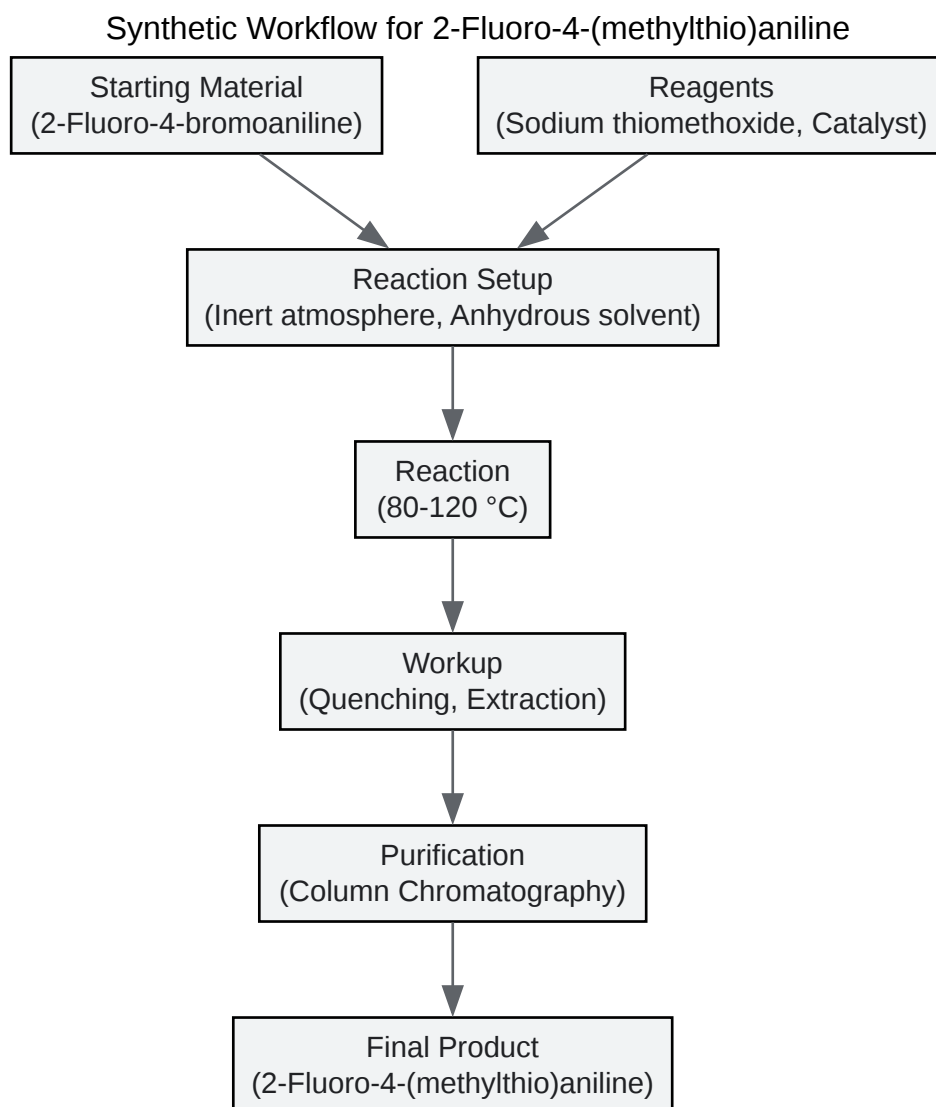 Synthetic Workflow for 2-Fluoro-4-(methylthio)aniline
Starting Material
(2-Fluoro-4-bromoaniline)
Reagents
(Sodium thiomethoxide, Catalyst)
Reaction Setup
(Inert atmosphere, Anhydrous solvent)
Reaction
(80-120 °C)
Workup
(Quenching, Extraction)
Purification
(Column Chromatography)
Final Product
(2-Fluoro-4-(methylthio)aniline)